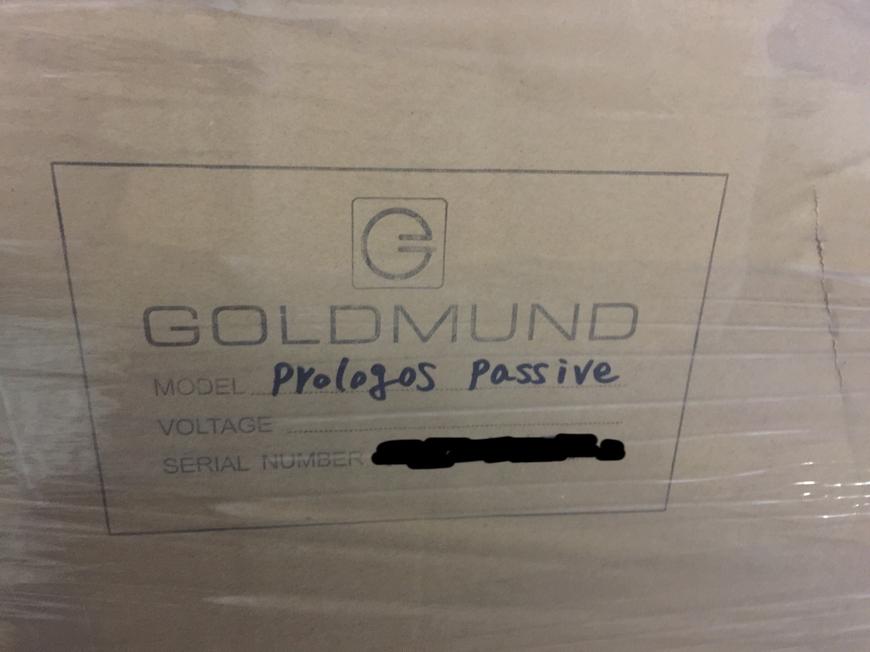 GOLDMUND
MODEL Prologos Passive
VOLTAGE
SERIAL NUMBER